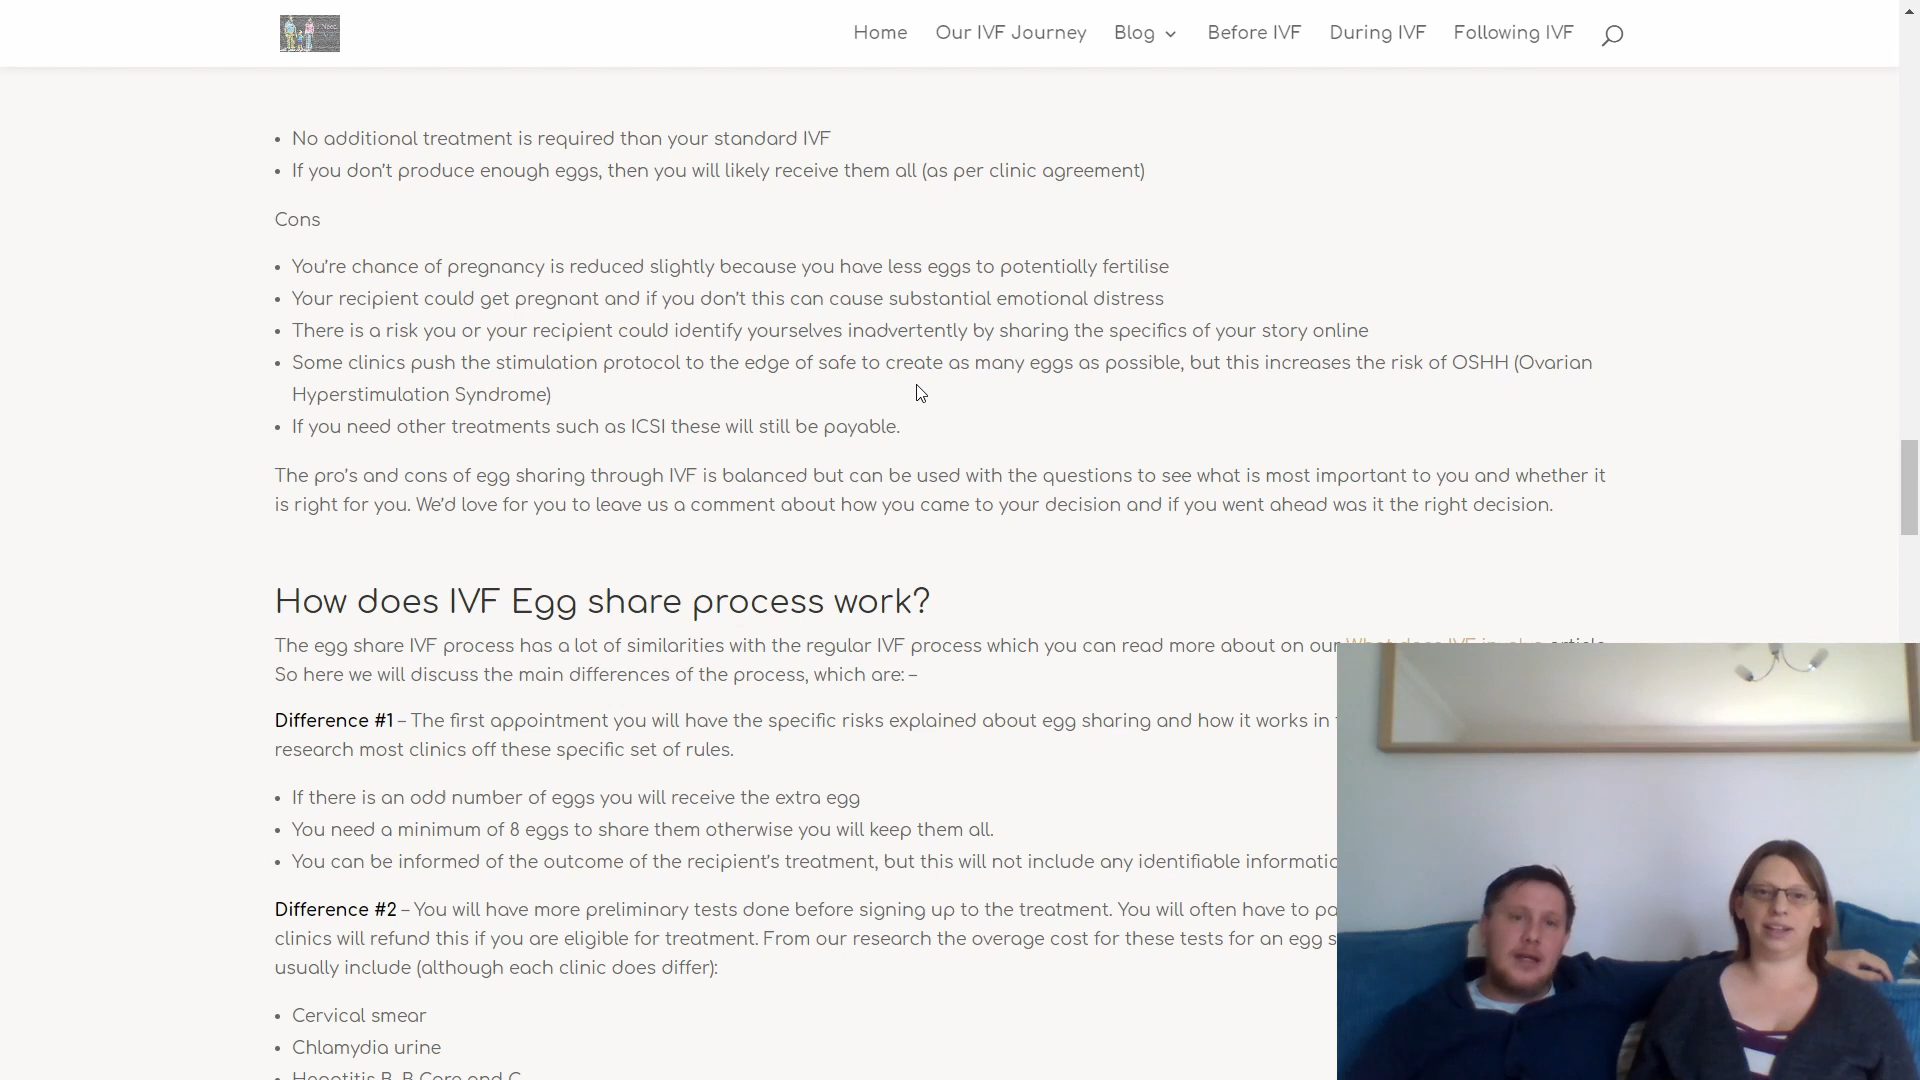 Home Our IVF Journey Blog Before IVF During IVF Following IVF
• No additional treatment is required than your standard IVF
• If you don't produce enough eggs, then you will likely receive them all (as per clinic agreement)
Cons
• You're chance of pregnancy is reduced slightly because you have less eggs to potentially fertilise
• Your recipient could get pregnant and if you don't this can cause substantial emotional distress
• There is a risk you or your recipient could identify yourselves inadvertently by sharing the specifics of your story online
• Some clinics push the stimulation protocol to the edge of safe to create as many eggs as possible, but this increases the risk of OSHH (Ovarian
Hyperstimulation Syndrome)
• If you need other treatments such as ICSI these will still be payable.
The pro's and cons of egg sharing through IVF is balanced but can be used with the questions to see what is most important to you and whether it
is right for you. We'd love for you to leave us a comment about how you came to your decision and if you went ahead was it the right decision.
How does IVF Egg share process work?
The egg share IVF process has a lot of similarities with the regular IVF process which you can read more about on our What does IVF involve article.
So here we will discuss the main differences of the process, which are: –
Difference #1 – The first appointment you will have the specific risks explained about egg sharing and how it works in
research most clinics off these specific set of rules.
• If there is an odd number of eggs you will receive the extra egg
• You need a minimum of 8 eggs to share them otherwise you will keep them all.
• You can be informed of the outcome of the recipient's treatment, but this will not include any identifiable
Difference #2 – You will have more preliminary tests done before signing up to the treatment. You will often have to
clinics will refund this if you are eligible for treatment. From our research the overage cost for these tests for an egg
usually include (although each clinic does differ):
• Cervical smear
• Chlamydia urine
• Hepatitis B, B Core and C